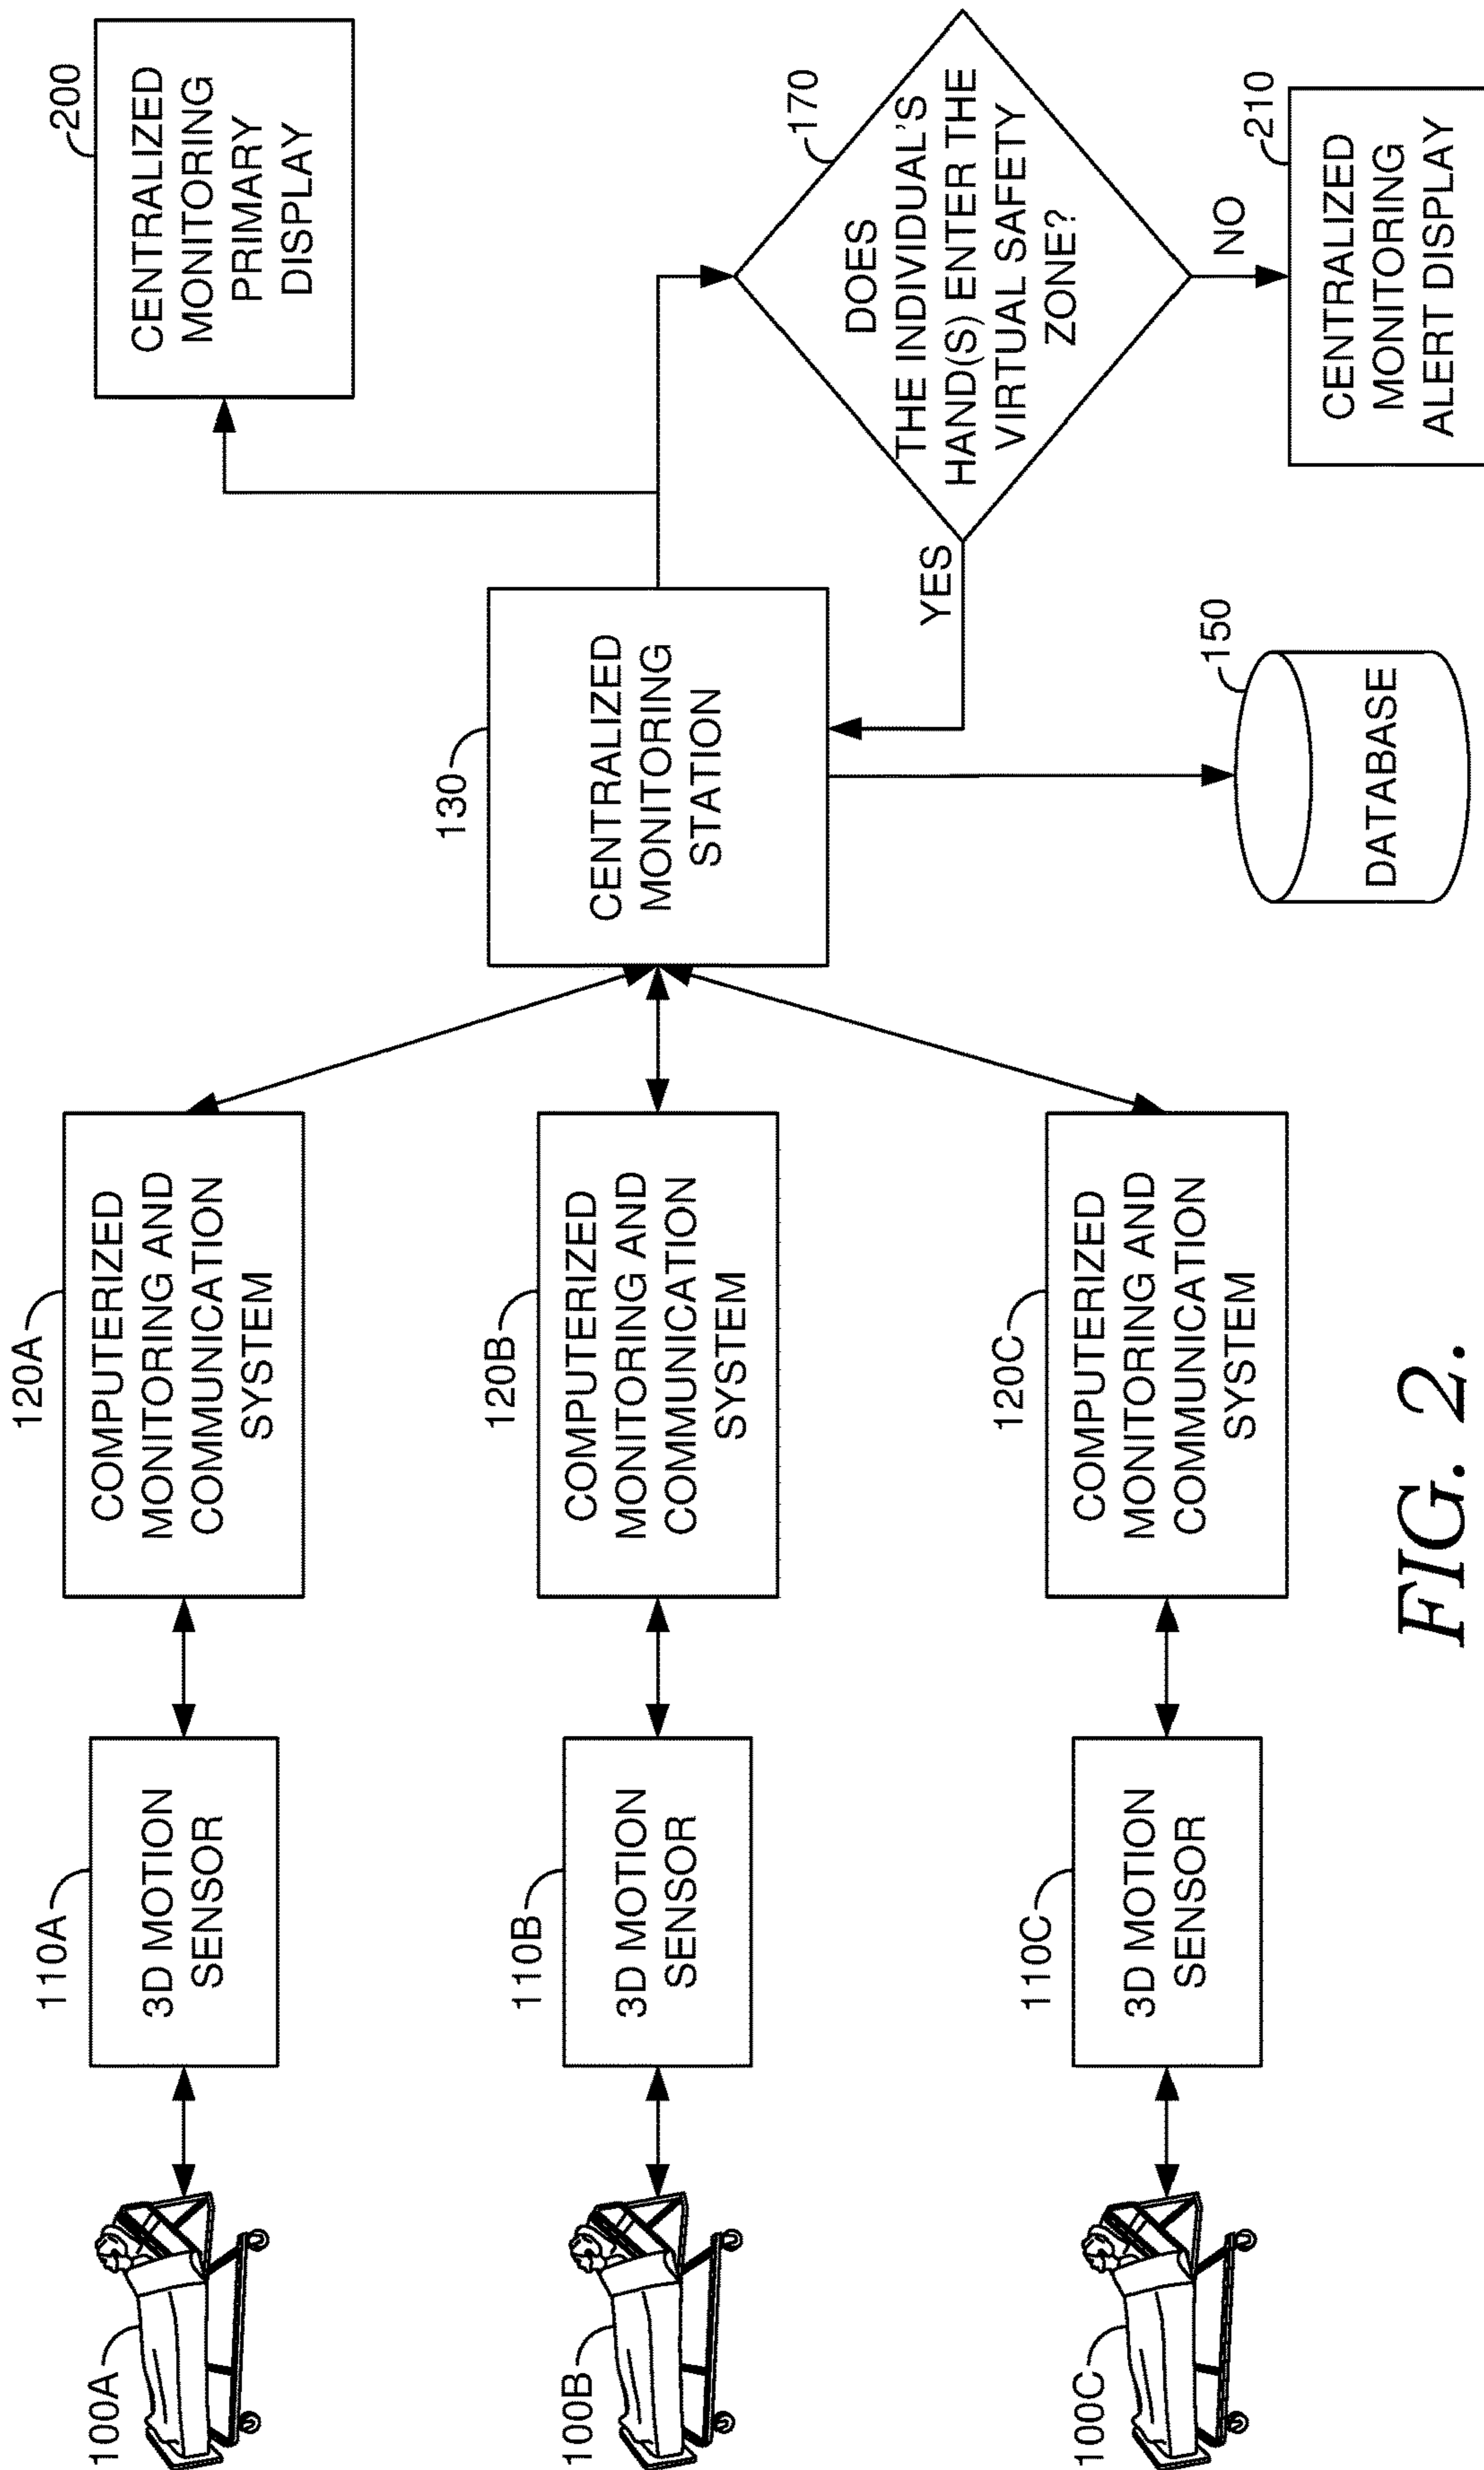 100A
110A
3D MOTION
SENSOR
120A
COMPUTERIZED
MONITORING AND
COMMUNICATION
SYSTEM
100B
110B
3D MOTION
SENSOR
120B
COMPUTERIZED
MONITORING AND
COMMUNICATION
SYSTEM
100C
110C
3D MOTION
SENSOR
120C
COMPUTERIZED
MONITORING AND
COMMUNICATION
SYSTEM
130
CENTRALIZED
MONITORING
STATION
200
CENTRALIZED
MONITORING
PRIMARY
DISPLAY
170
DOES
THE INDIVIDUAL'S
HAND(S) ENTER THE
VIRTUAL SAFETY
ZONE?
YES
NO
150
DATABASE
210
CENTRALIZED
MONITORING
ALERT DISPLAY
FIG. 2.